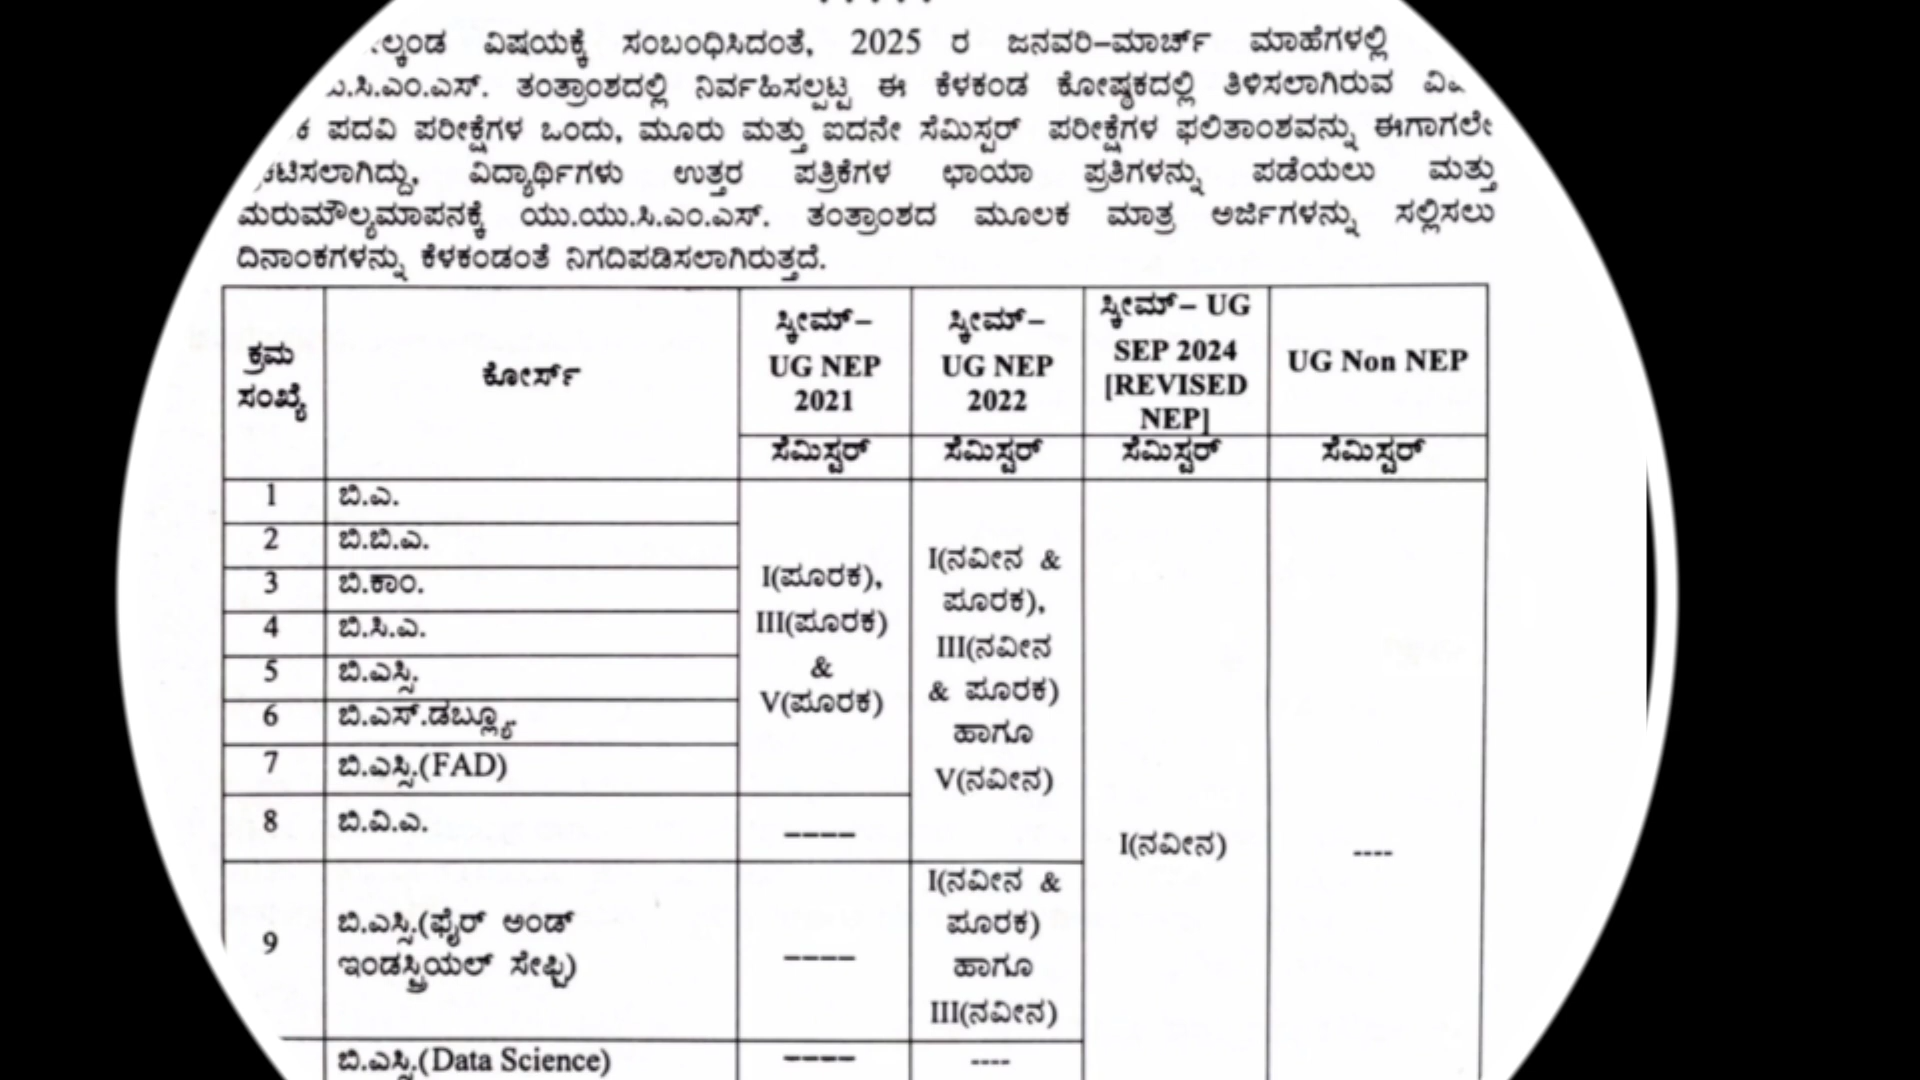 ವಿಷಯಕ್ಕೆ ಸಂಬಂಧಿಸಿದಂತೆ, 2025 ರ ಜನವರಿ–ಮಾರ್ಚ್ ಮಾಹೆಗಳಲ್ಲಿ
ತಂತ್ರಾಂಶದಲ್ಲಿ ನಿರ್ವಹಿಸಲ್ಪಟ್ಟ ಈ ಕೆಳಕಂಡ ಕೋಷ್ಠಕದಲ್ಲಿ ತಿಳಿಸಲಾಗಿರುವ
ಪದವಿ ಪರೀಕ್ಷೆಗಳ ಒಂದು, ಮೂರು ಮತ್ತು ಐದನೇ ಸೆಮಿಸ್ಟರ್ ಪರೀಕ್ಷೆಗಳ ಫಲಿತಾಂಶವನ್ನು ಈಗಾಗಲೇ
ವಿದ್ಯಾರ್ಥಿಗಳು ಉತ್ತರ ಪತ್ರಿಕೆಗಳ ಛಾಯಾ ಪ್ರತಿಗಳನ್ನು ಪಡೆಯಲು ಮತ್ತು
ಮರುಮೌಲ್ಯಮಾಪನಕ್ಕೆ ಯು.ಯು.ಸಿ.ಎಂ.ಎಸ್. ತಂತ್ರಾಂಶದ ಮೂಲಕ ಮಾತ್ರ ಅರ್ಜಿಗಳನ್ನು ಸಲ್ಲಿಸಲು
ದಿನಾಂಕಗಳನ್ನು ಕೆಳಕಂಡಂತೆ ನಿಗದಿಪಡಿಸಲಾಗಿರುತ್ತದೆ.
ಕ್ರಮ
ಸಂಖ್ಯೆ
ಕೋರ್ಸ್
ಸ್ಕೀಮ್–
UG NEP
2021
ಸ್ಕೀಮ್–
UG NEP
2022
ಸ್ಕೀಮ್– UG
SEP 2024
[REVISED
NEP]
UG Non NEP
ಸೆಮಿಸ್ಟರ್ ಸೆಮಿಸ್ಟರ್ ಸೆಮಿಸ್ಟರ್ ಸೆಮಿಸ್ಟರ್
1 ಬಿ.ಎ.
2 ಬಿ.ಬಿ.ಎ.
3 ಬಿ.ಕಾಂ.
4 ಬಿ.ಸಿ.ಎ.
5 ಬಿ.ಎಸ್ಸಿ.
6 ಬಿ.ಎಸ್.ಡಬ್ಲ್ಯೂ.
7 ಬಿ.ಎಸ್ಸಿ.(FAD)
I(ಪೂರಕ),
III(ಪೂರಕ)
&
V(ಪೂರಕ)
I(ನವೀನ &
ಪೂರಕ),
III(ನವೀನ
& ಪೂರಕ)
ಹಾಗೂ
V(ನವೀನ)
I(ನವೀನ)
----
8 ಬಿ.ವಿ.ಎ. ----
9
ಬಿ.ಎಸ್ಸಿ.(ಫೈರ್ ಅಂಡ್
ಇಂಡಸ್ಟ್ರಿಯಲ್ ಸೇಫ್ಟಿ)
----
I(ನವೀನ &
ಪೂರಕ)
ಹಾಗೂ
III(ನವೀನ)
ಬಿ.ಎಸ್ಸಿ.(Data Science) ---- ----